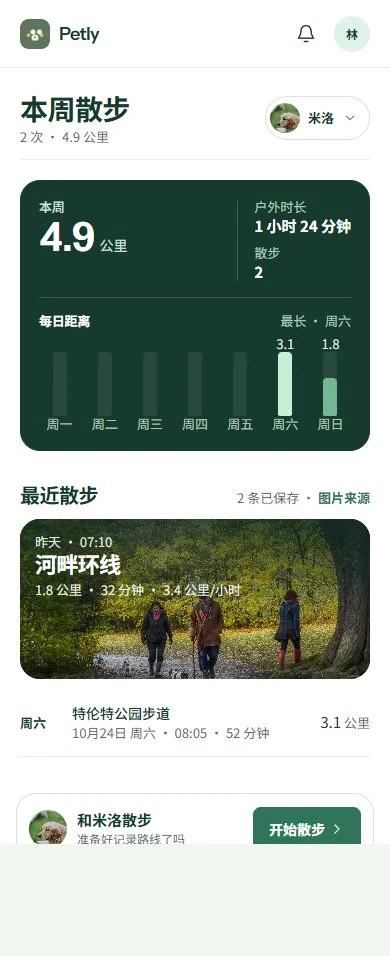 Petly
林
本周散步
2 次 • 4.9 公里
米洛
本周
4.9 公里
户外时长
1 小时 24 分钟
散步
2
每日距离
最长 • 周六
3.1
1.8
周一
周二
周三
周四
周五
周六
周日
最近散步
2 条已保存 • 图片来源
昨天 • 07:10
河畔环线
1.8 公里 • 32 分钟 • 3.4 公里/小时
周六
特伦特公园步道
10月24日 周六 • 08:05 • 52 分钟
3.1 公里
和米洛散步
准备好记录路线了吗
开始散步